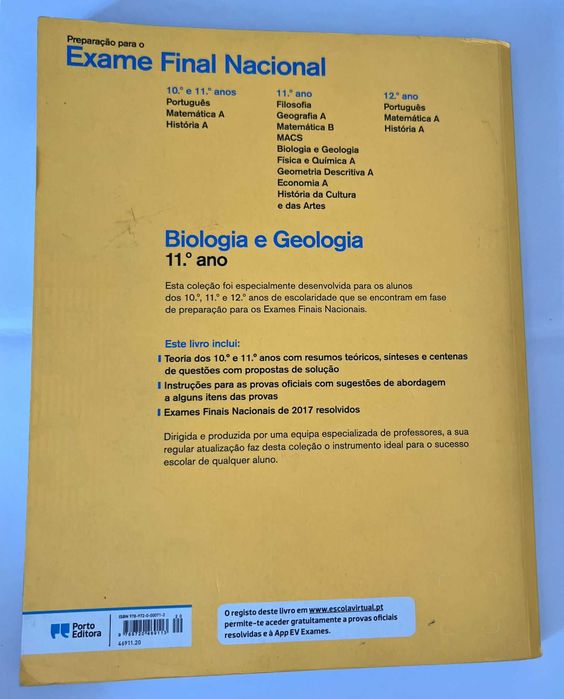 Preparação para o
Exame Final Nacional
10.º e 11.º anos
Português
Matemática A
História A
11.º ano
Filosofia
Geografia A
Matemática B
MACS
Biologia e Geologia
Física e Química A
Geometria Descritiva A
Economia A
História da Cultura
e das Artes
12.º ano
Português
Matemática A
História A
Biologia e Geologia
11.º ano
Esta coleção foi especialmente desenvolvida para os alunos
dos 10.º, 11.º e 12.º anos de escolaridade que se encontram em fase
de preparação para os Exames Finais Nacionais.
Este livro inclui:
Teoria dos 10.º e 11.º anos com resumos teóricos, sínteses e centenas
de questões com propostas de solução
Instruções para as provas oficiais com sugestões de abordagem
a alguns itens das provas
Exames Finais Nacionais de 2017 resolvidos
Dirigida e produzida por uma equipa especializada de professores, a sua
regular atualização faz desta coleção o instrumento ideal para o sucesso
escolar de qualquer aluno.
Porto
Editora
ISBN
46911.20
O registo deste livro em www.escolavirtual.pt
permite-te aceder gratuitamente a provas oficiais
resolvidas e à App EV Exames.